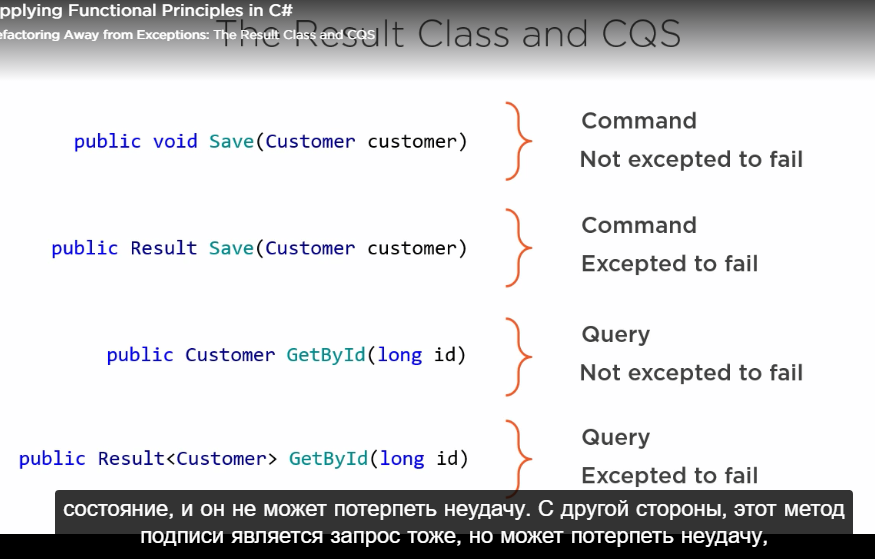 pplying Functional Principles in C#
The Result Class and CQS
efactoring Away from Exceptions: The Result Class and CQS
public void Save(Customer customer)
Command
Not excepted to fail
public Result Save(Customer customer)
Command
Excepted to fail
public Customer GetById(long id)
Query
Not excepted to fail
public Result<Customer> GetById(long id)
Query
Excepted to fail
состояние, и он не может потерпеть неудачу. С другой стороны, этот метод
подписи является запрос тоже, но может потерпеть неудачу,